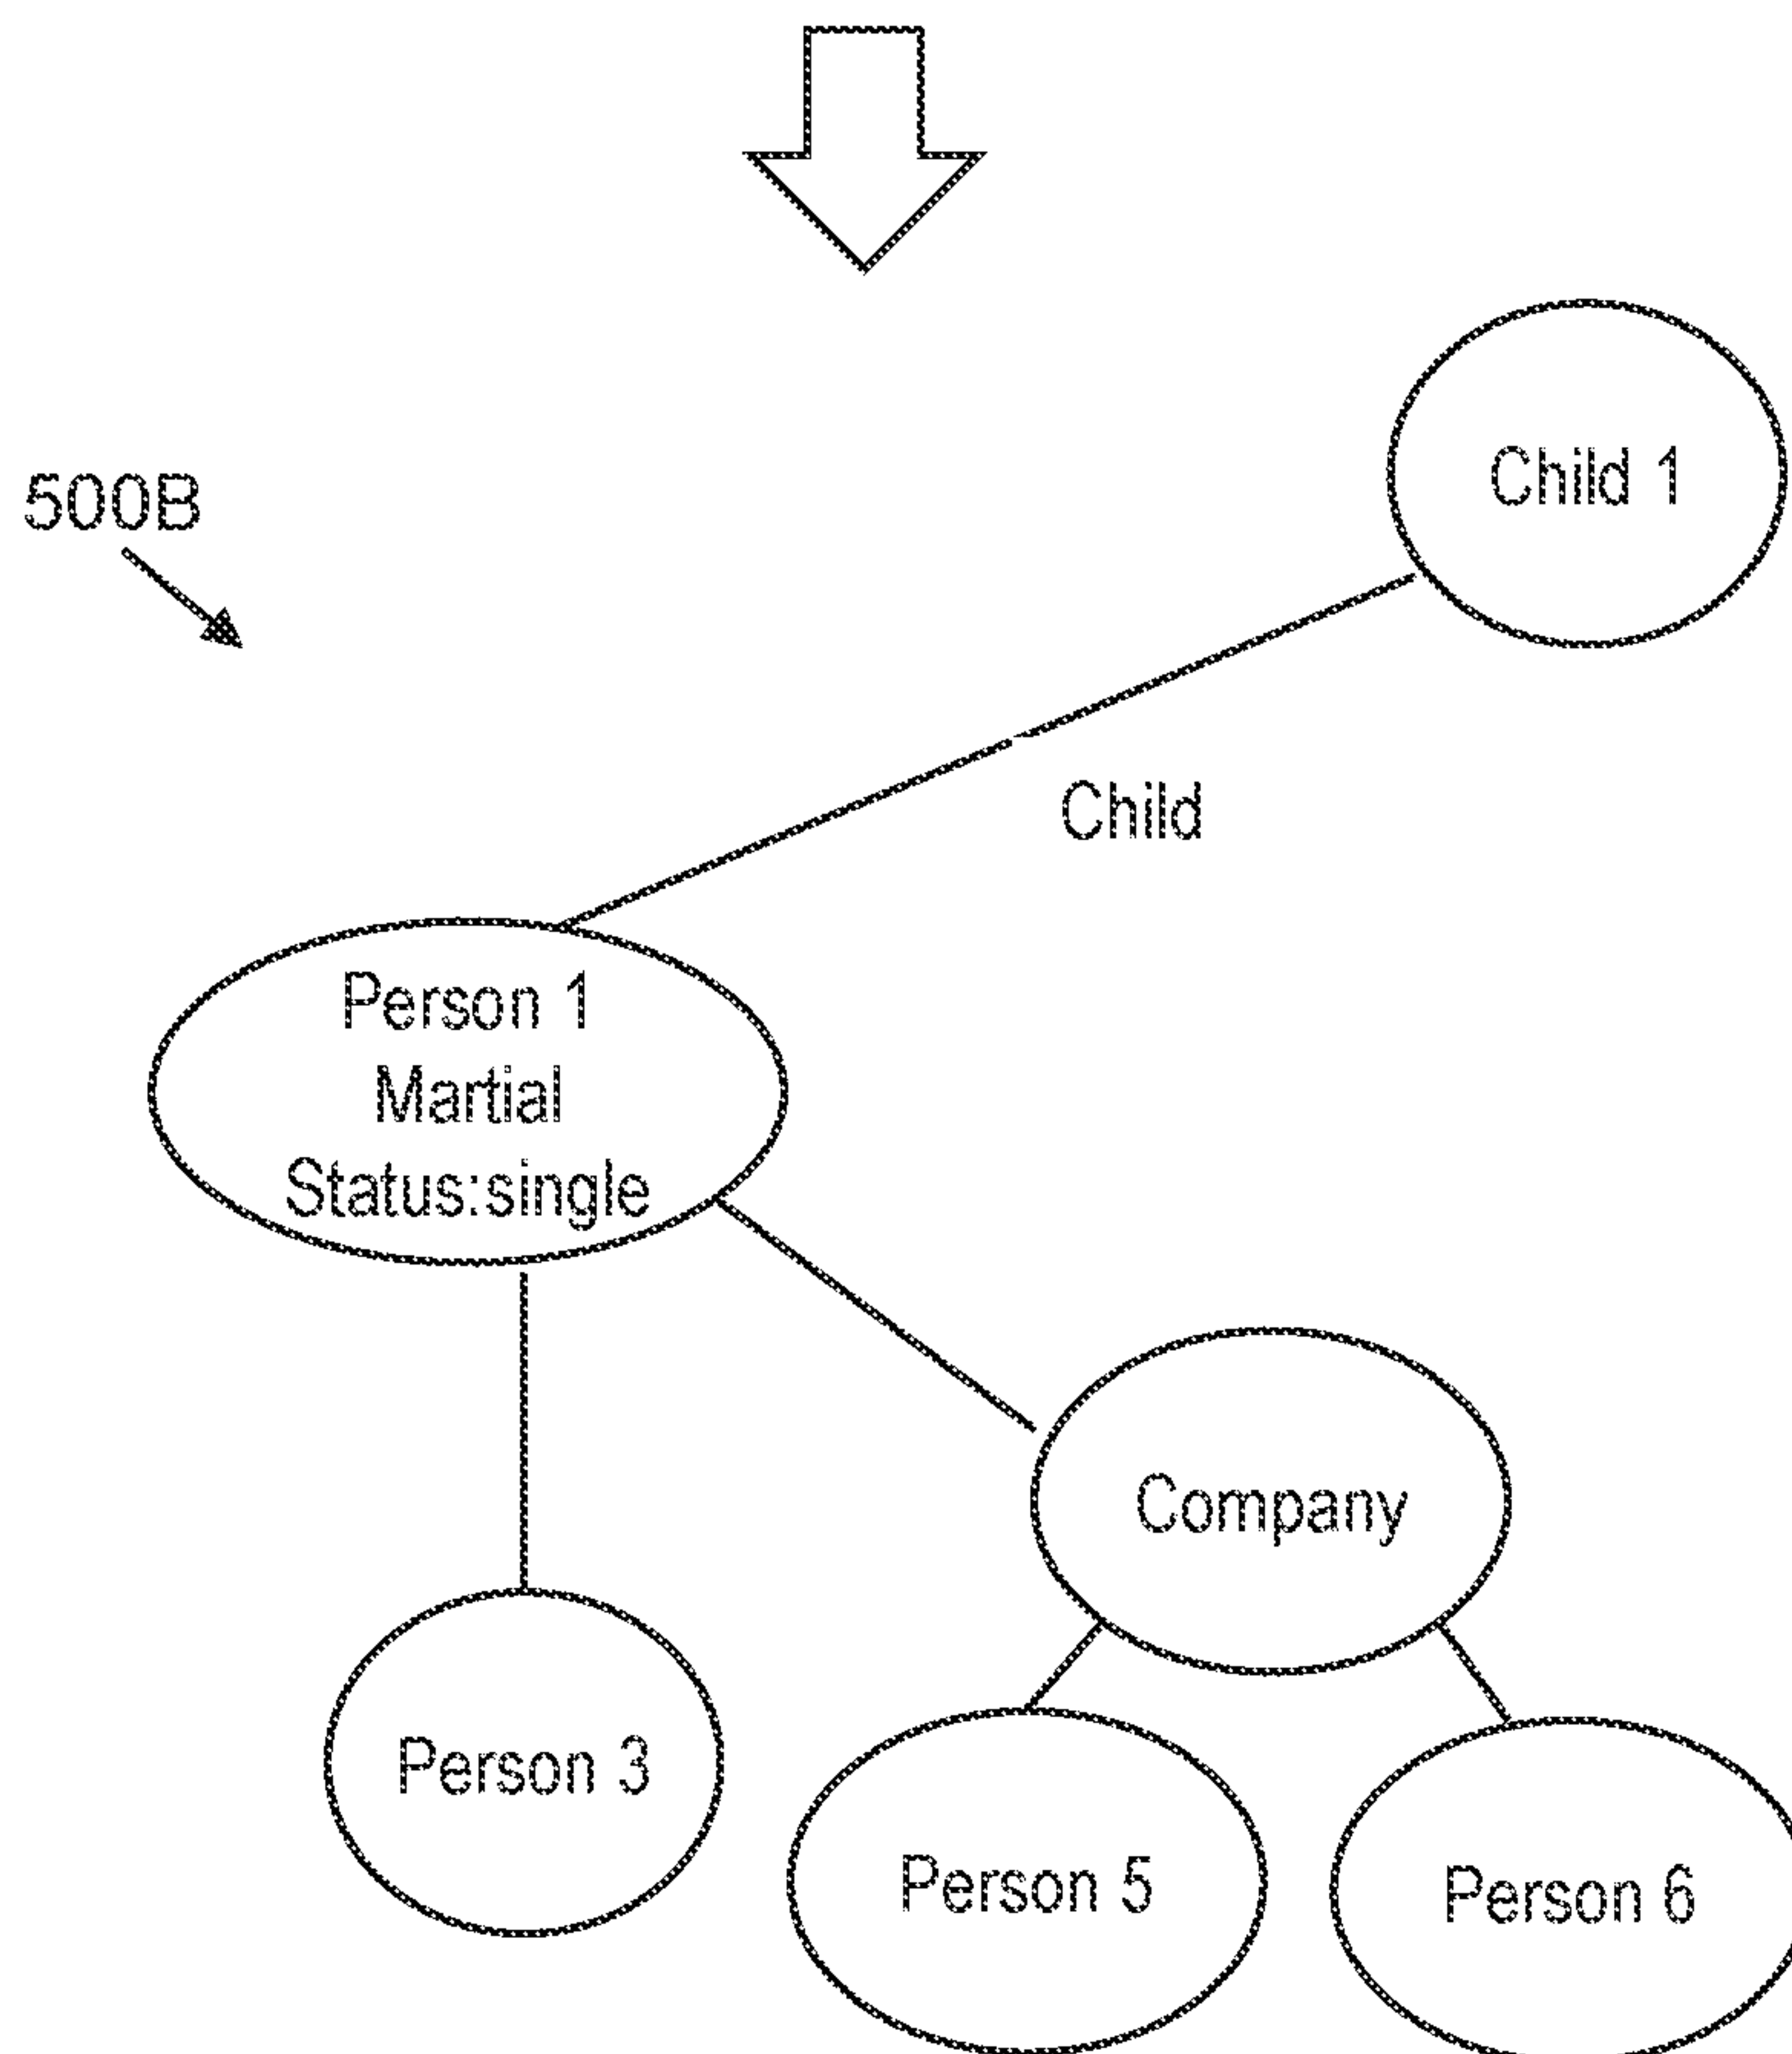 Child 1
500B
Child
Person 1
Martial
Status:single
Company
Person 3
Person 5
Person 6